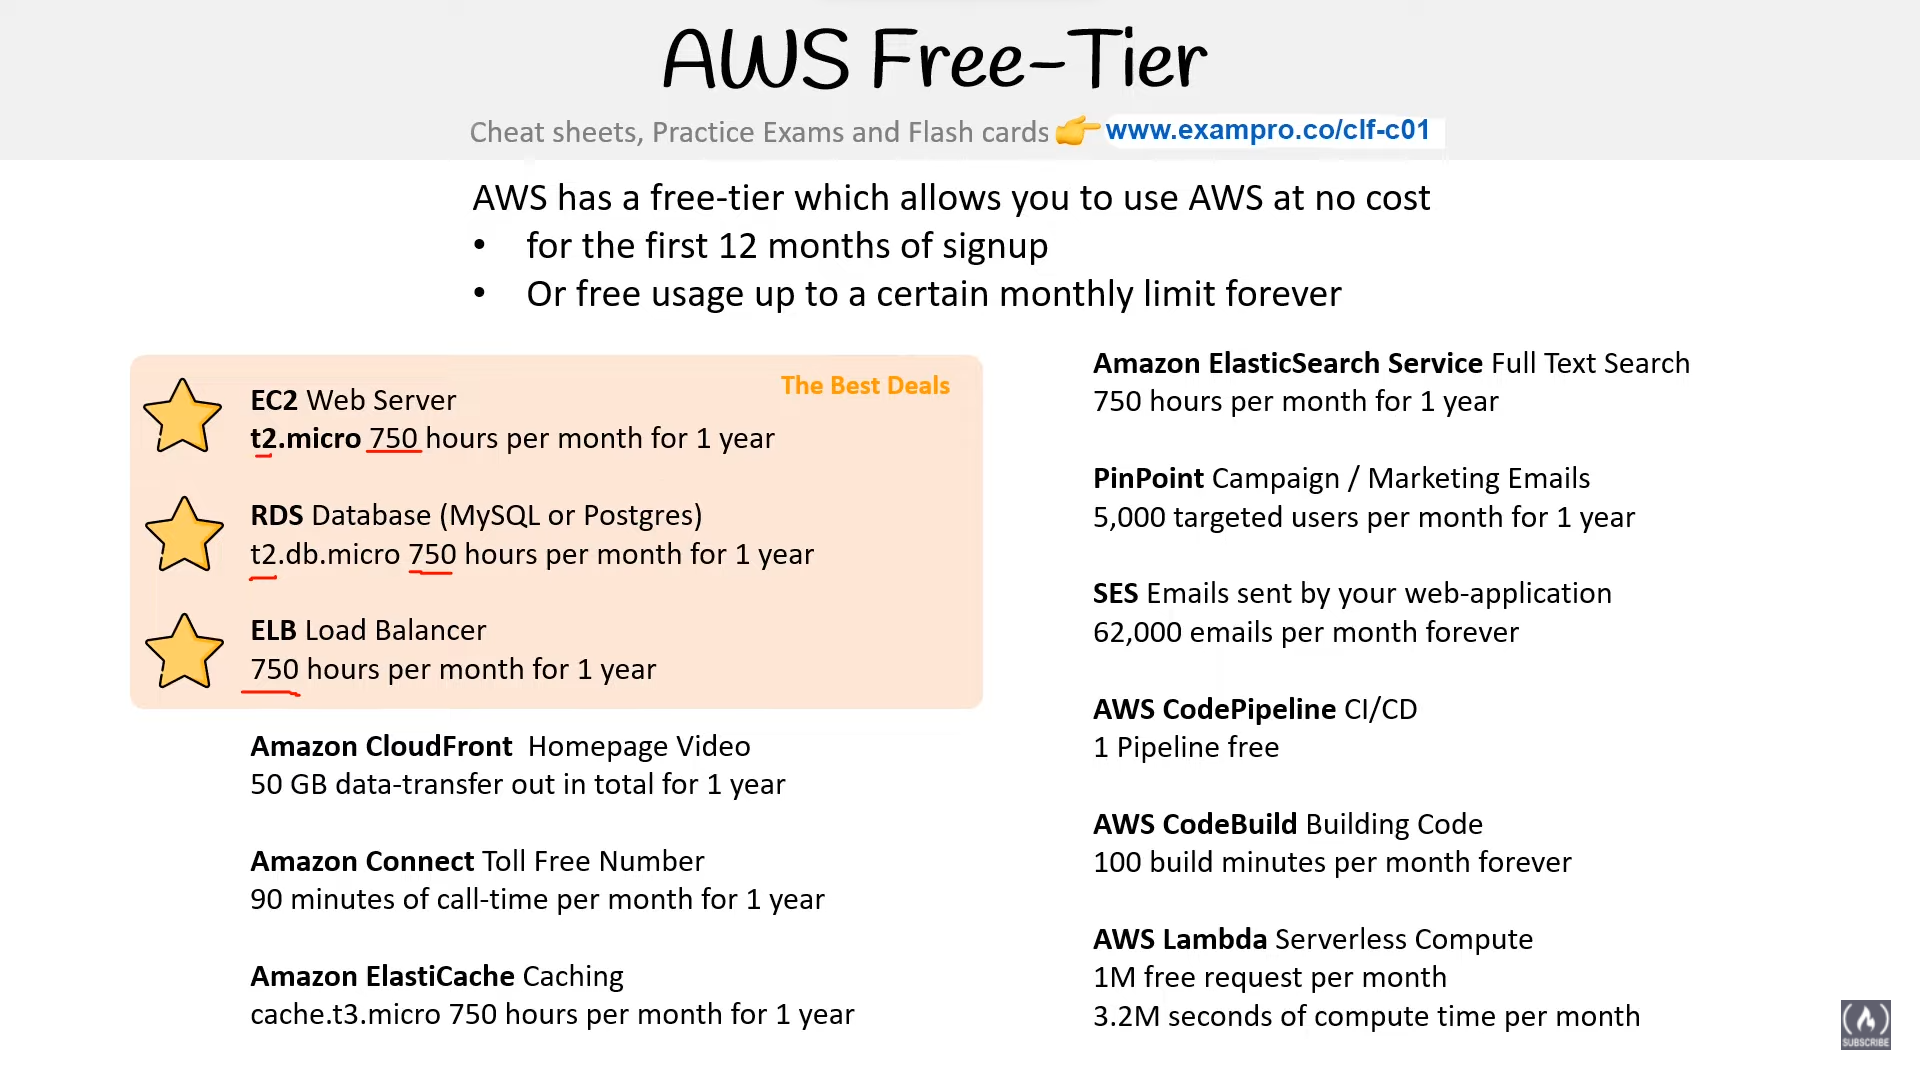 AWS Free-Tier
Cheat sheets, Practice Exams and Flash cards 👉 www.exampro.co/clf-c01
AWS has a free-tier which allows you to use AWS at no cost
• for the first 12 months of signup
• Or free usage up to a certain monthly limit forever
The Best Deals
EC2 Web Server
t2.micro 750 hours per month for 1 year
RDS Database (MySQL or Postgres)
t2.db.micro 750 hours per month for 1 year
ELB Load Balancer
750 hours per month for 1 year
Amazon CloudFront Homepage Video
50 GB data-transfer out in total for 1 year
Amazon Connect Toll Free Number
90 minutes of call-time per month for 1 year
Amazon ElastiCache Caching
cache.t3.micro 750 hours per month for 1 year
Amazon ElasticSearch Service Full Text Search
750 hours per month for 1 year
PinPoint Campaign / Marketing Emails
5,000 targeted users per month for 1 year
SES Emails sent by your web-application
62,000 emails per month forever
AWS CodePipeline CI/CD
1 Pipeline free
AWS CodeBuild Building Code
100 build minutes per month forever
AWS Lambda Serverless Compute
1M free request per month
3.2M seconds of compute time per month
SUBSCRIBE